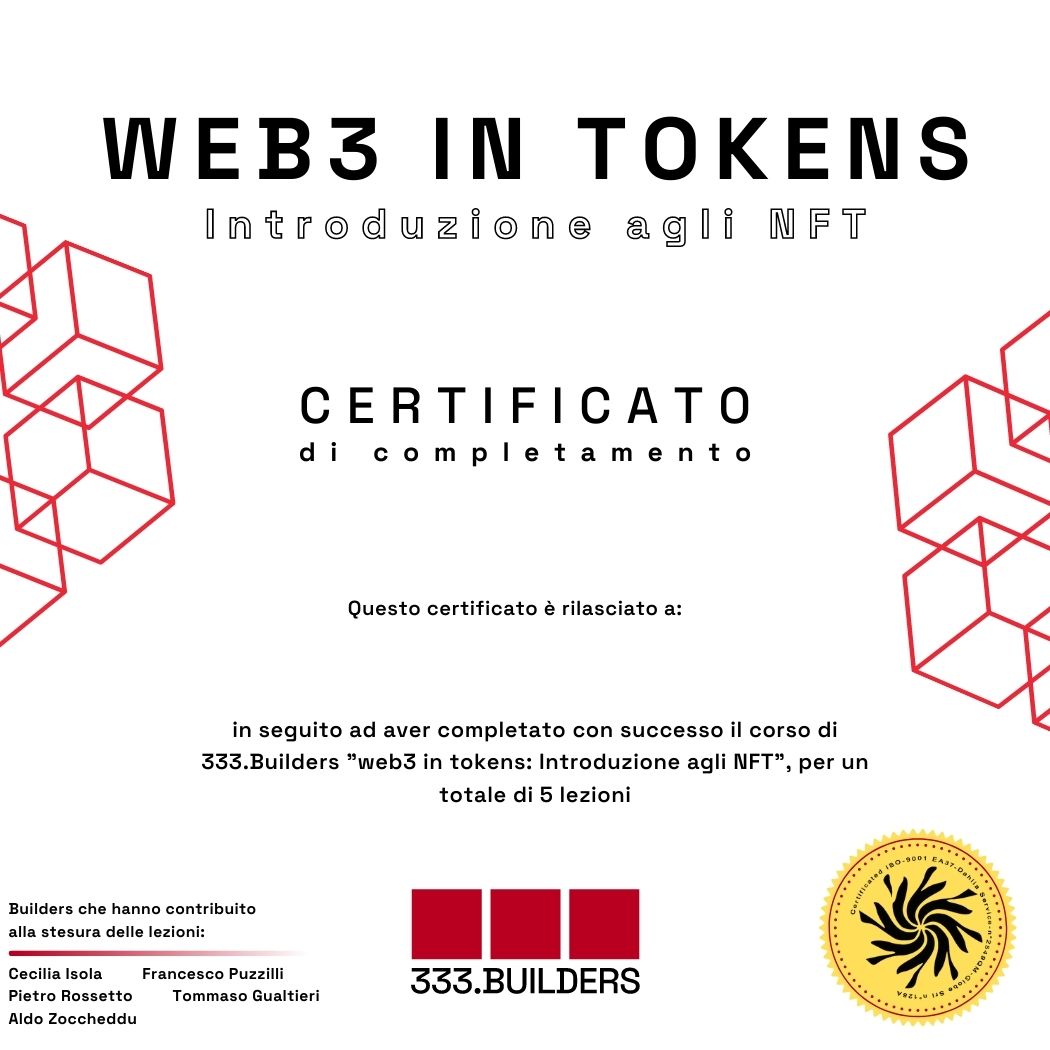 WEB3 IN TOKENS
Introduzione agli NFT
CERTIFICATO
di completamento
Questo certificato è rilasciato a:
in seguito ad aver completato con successo il corso di
333.Builders "web3 in tokens: Introduzione agli NFT", per un
totale di 5 lezioni
Builders che hanno contribuito
alla stesura delle lezioni:
Cecilia Isola Francesco Puzzilli
Pietro Rossetto Tommaso Gualtieri
Aldo Zoccheddu
333.BUILDERS
Certificated ISO-9001 EA37-Dahlia Service-n°2848QM-Globe Srl n°128A